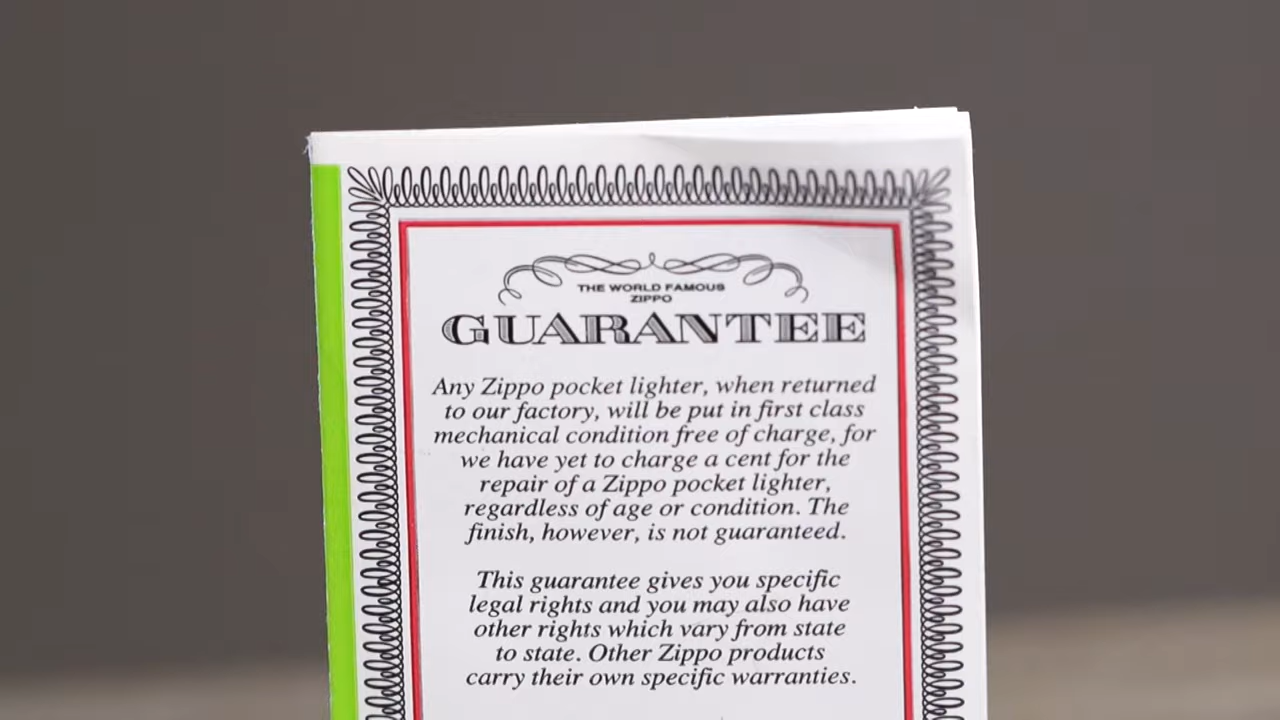 THE WORLD FAMOUS
ZIPPO
GUARANTEE
Any Zippo pocket lighter, when returned
to our factory, will be put in first class
mechanical condition free of charge, for
we have yet to charge a cent for the
repair of a Zippo pocket lighter,
regardless of age or condition. The
finish, however, is not guaranteed.
This guarantee gives you specific
legal rights and you may also have
other rights which vary from state
to state. Other Zippo products
carry their own specific warranties.